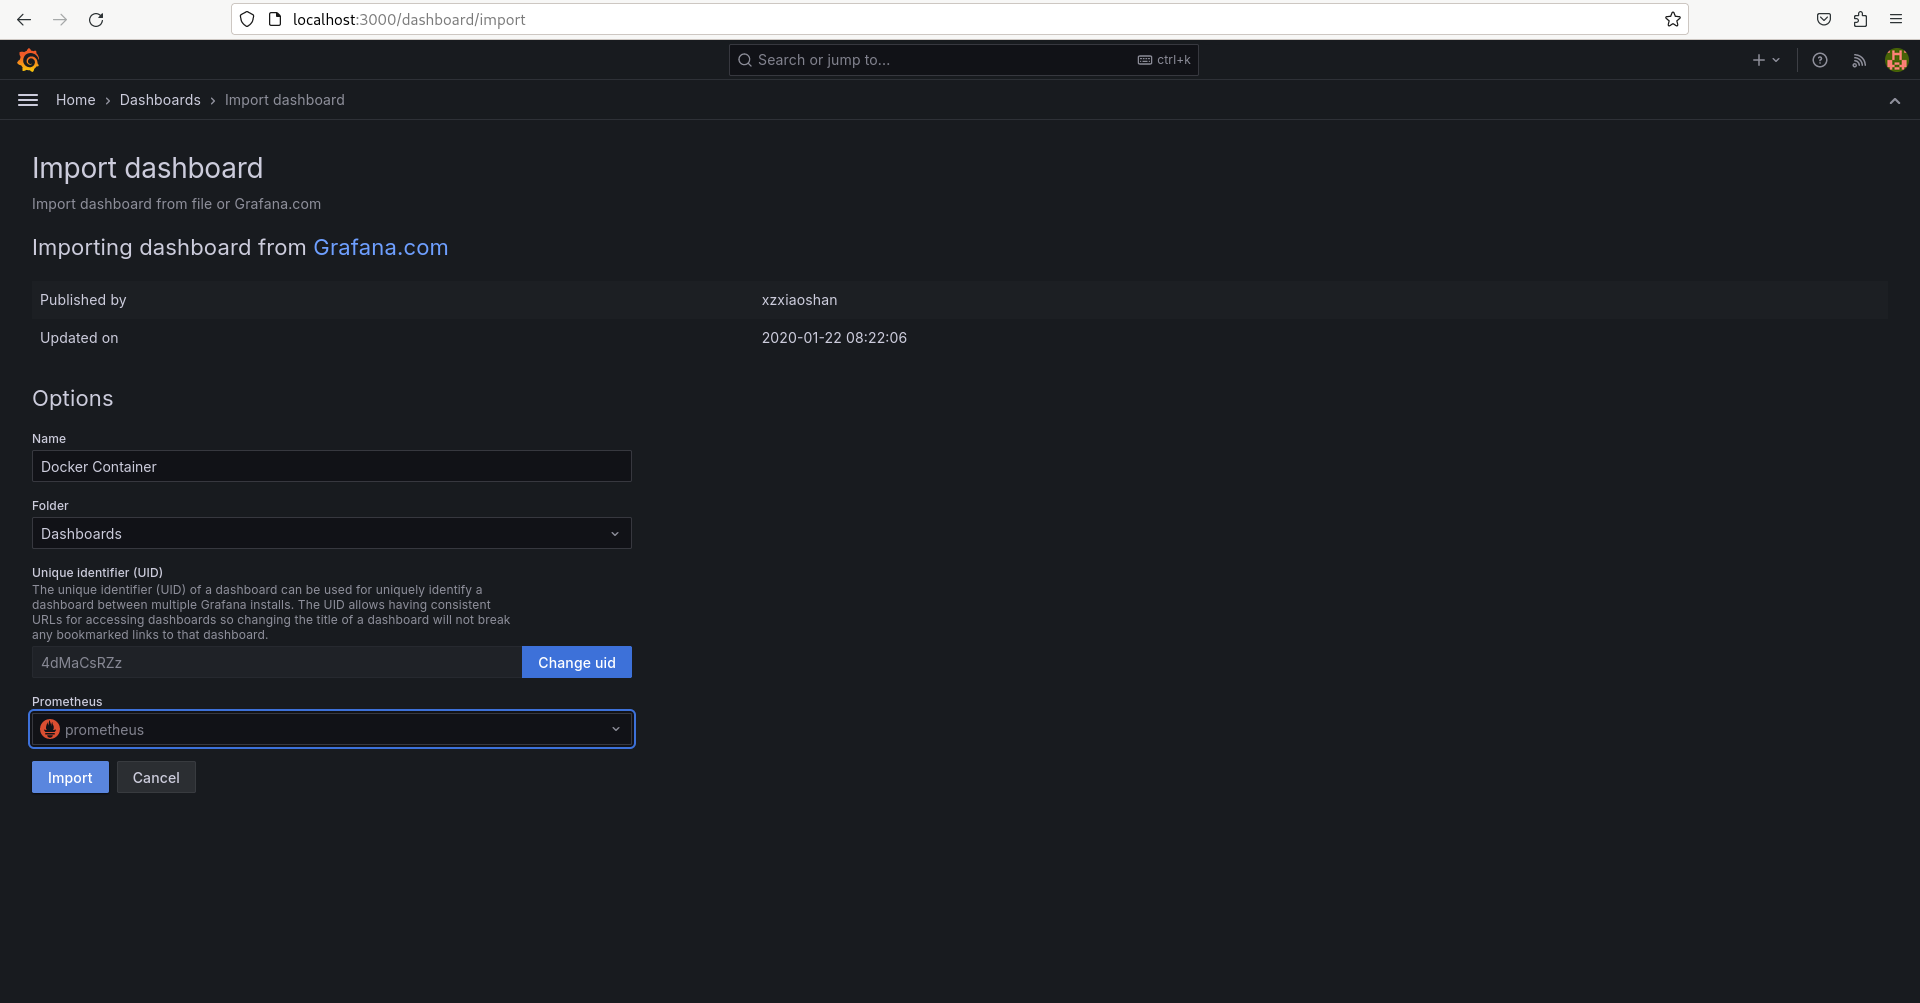 localhost:3000/dashboard/import
Search or jump to...
ctrl+k
Home › Dashboards › Import dashboard
Import dashboard
Import dashboard from file or Grafana.com
Importing dashboard from Grafana.com
Published by xzxiaoshan
Updated on 2020-01-22 08:22:06
Options
Name
Docker Container
Folder
Dashboards
Unique identifier (UID)
The unique identifier (UID) of a dashboard can be used for uniquely identify a
dashboard between multiple Grafana installs. The UID allows having consistent
URLs for accessing dashboards so changing the title of a dashboard will not break
any bookmarked links to that dashboard.
4dMaCsRZz
Change uid
Prometheus
prometheus
Import
Cancel